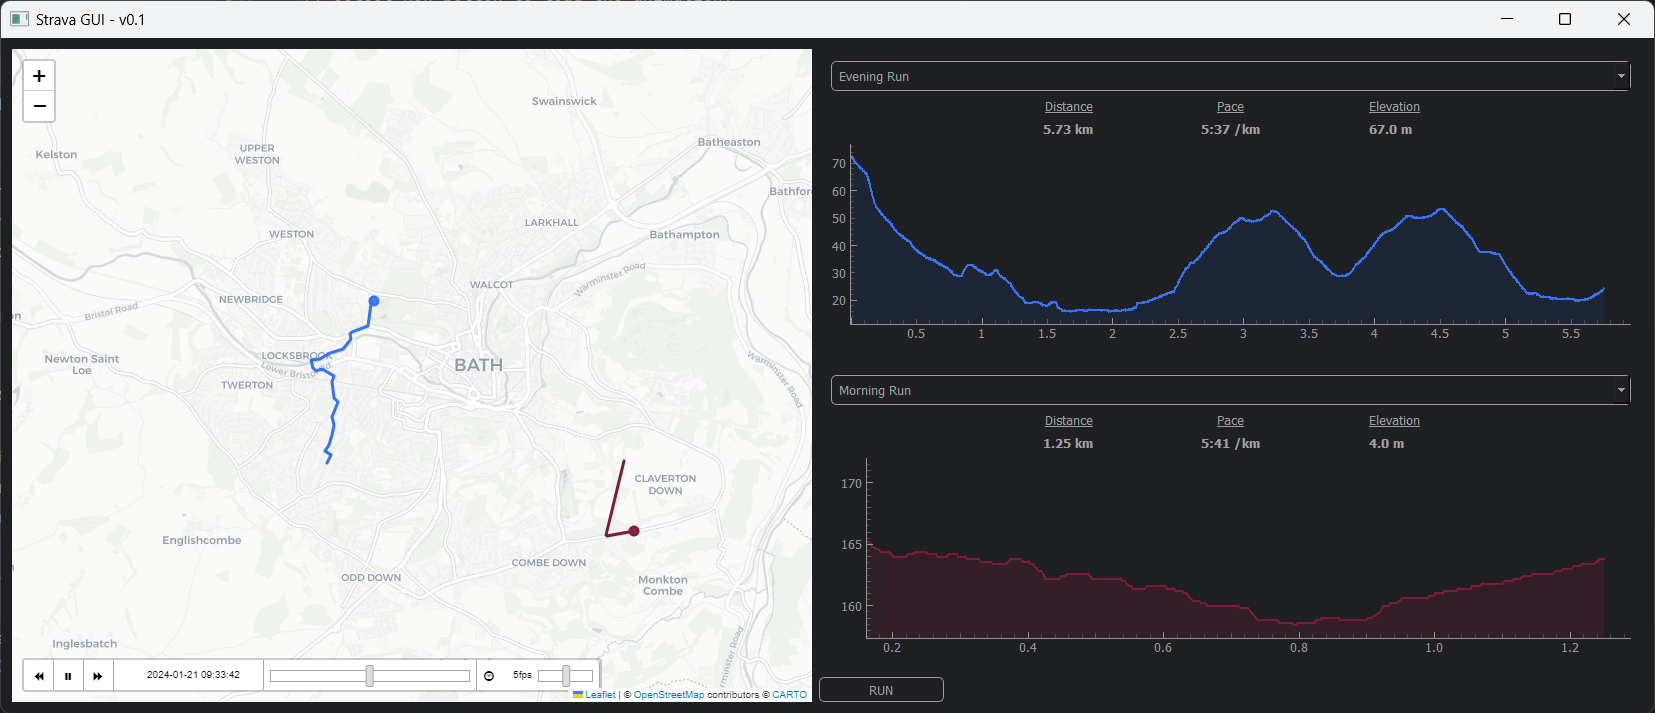 Strava GUI - v0.1
+
−
Swainswick
Kelston
UPPER
WESTON
Batheaston
Bathford
LARKHALL
WESTON
Bathampton
Warminster Road
WALCOT
NEWBRIDGE
Bristol Road
Newton Saint
Loe
LOCKSBROOK
Lower Bristol Rd
BATH
TWERTON
Warminster Road
CLAVERTON
DOWN
Englishcombe
COMBE DOWN
ODD DOWN
Monkton
Combe
Inglesbatch
Warminster Road
2024-01-21 09:33:42
5fps
Leaflet | © OpenStreetMap contributors © CARTO
Evening Run
Distance Pace Elevation
5.73 km 5:37 /km 67.0 m
70
60
50
40
30
20
0.5 1 1.5 2 2.5 3 3.5 4 4.5 5 5.5
Morning Run
Distance Pace Elevation
1.25 km 5:41 /km 4.0 m
170
165
160
0.2 0.4 0.6 0.8 1.0 1.2
RUN